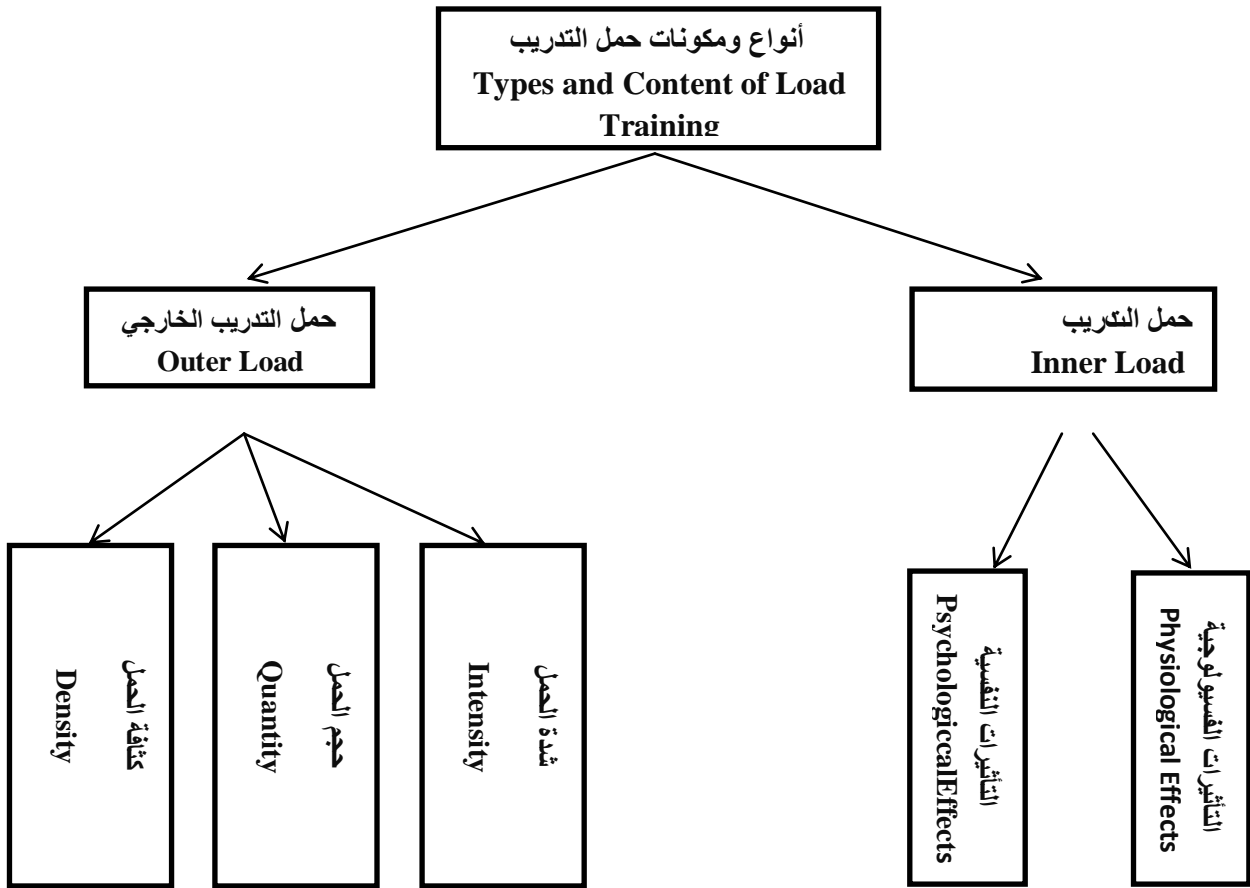 أنواع ومكونات حمل التدريب
Types and Content of Load
Training
حمل التدريب الخارجي
Outer Load
حمل التدريب
Inner Load
كثافة الحمل
Density
حجم الحمل
Quantity
شدة الحمل
Intensity
التأثيرات النفسية
PsychologiccalEffects
التأثيرات الفسيولوجية
Physiological Effects